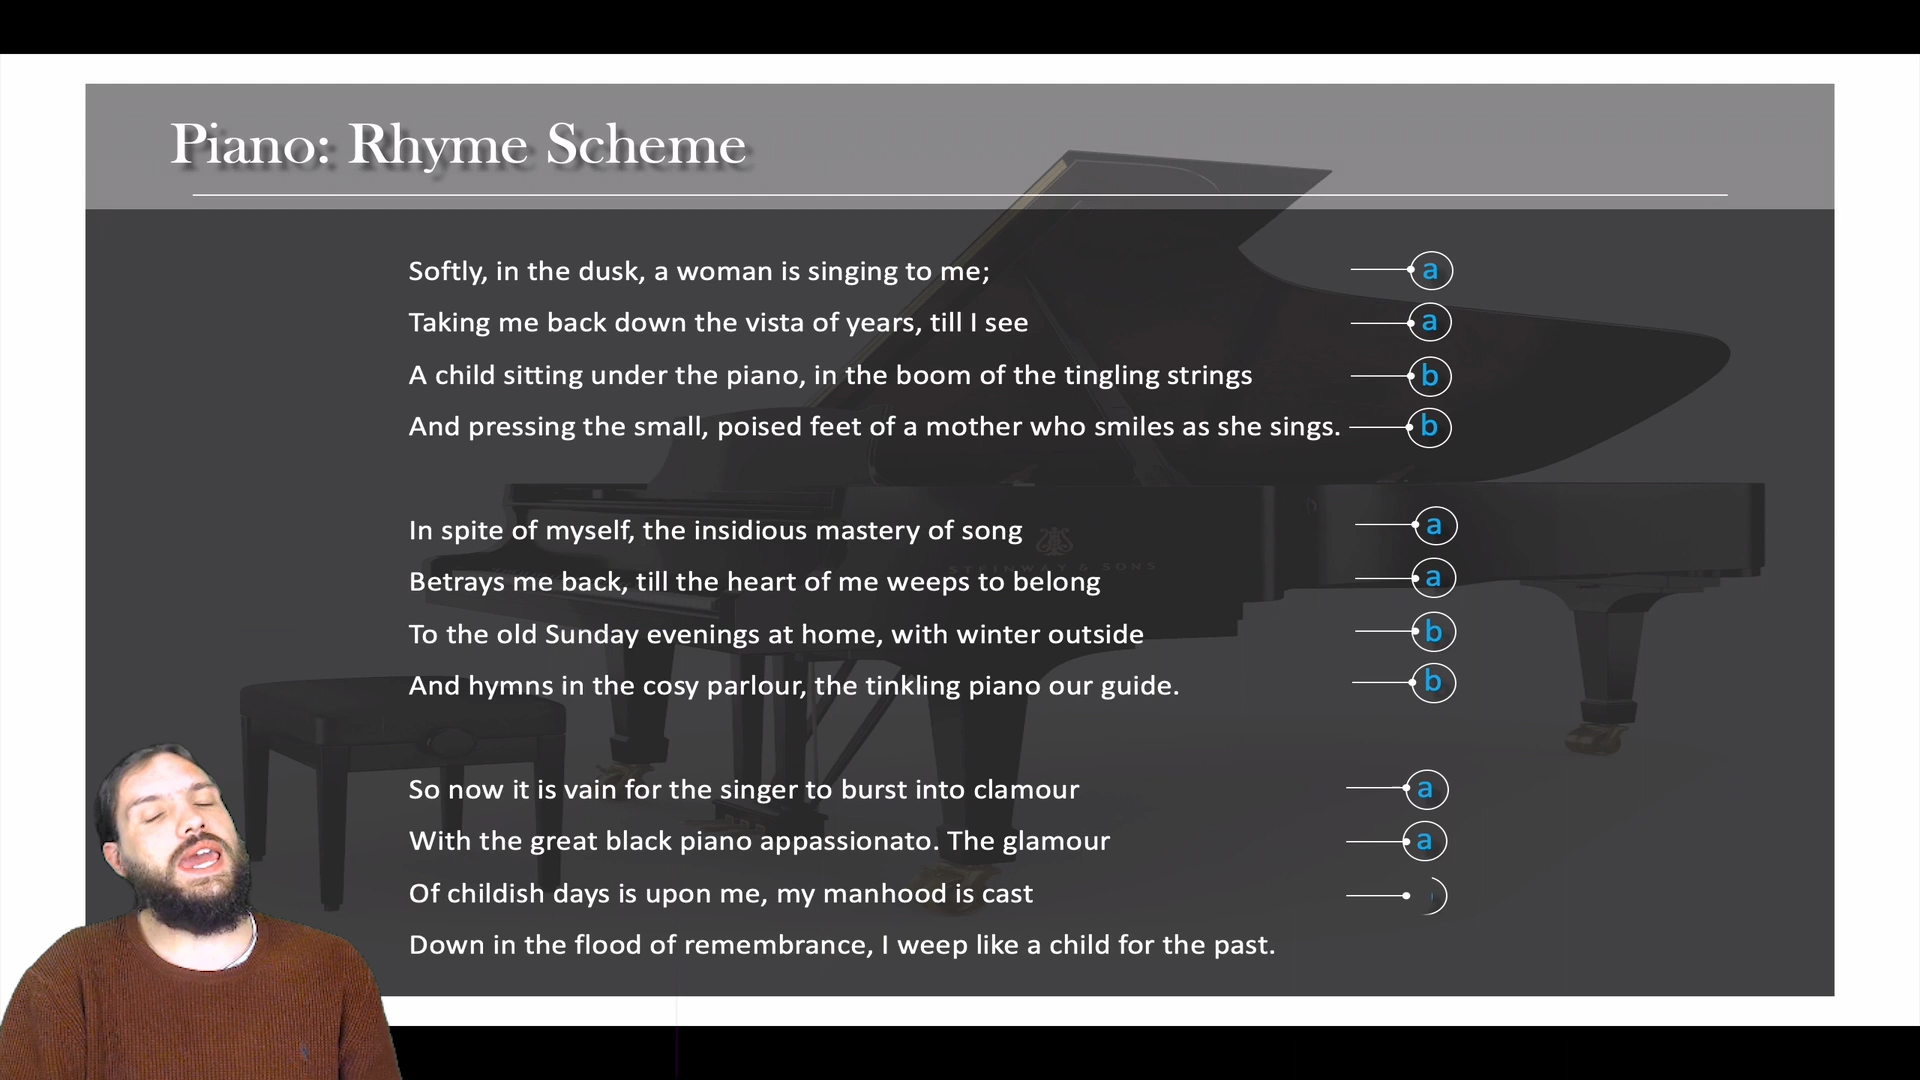 Piano: Rhyme Scheme
Softly, in the dusk, a woman is singing to me; a
Taking me back down the vista of years, till I see a
A child sitting under the piano, in the boom of the tingling strings b
And pressing the small, poised feet of a mother who smiles as she sings. b
In spite of myself, the insidious mastery of song a
Betrays me back, till the heart of me weeps to belong a
STEINWAY & SONS
To the old Sunday evenings at home, with winter outside b
And hymns in the cosy parlour, the tinkling piano our guide. b
So now it is vain for the singer to burst into clamour a
With the great black piano appassionato. The glamour a
Of childish days is upon me, my manhood is cast
Down in the flood of remembrance, I weep like a child for the past.